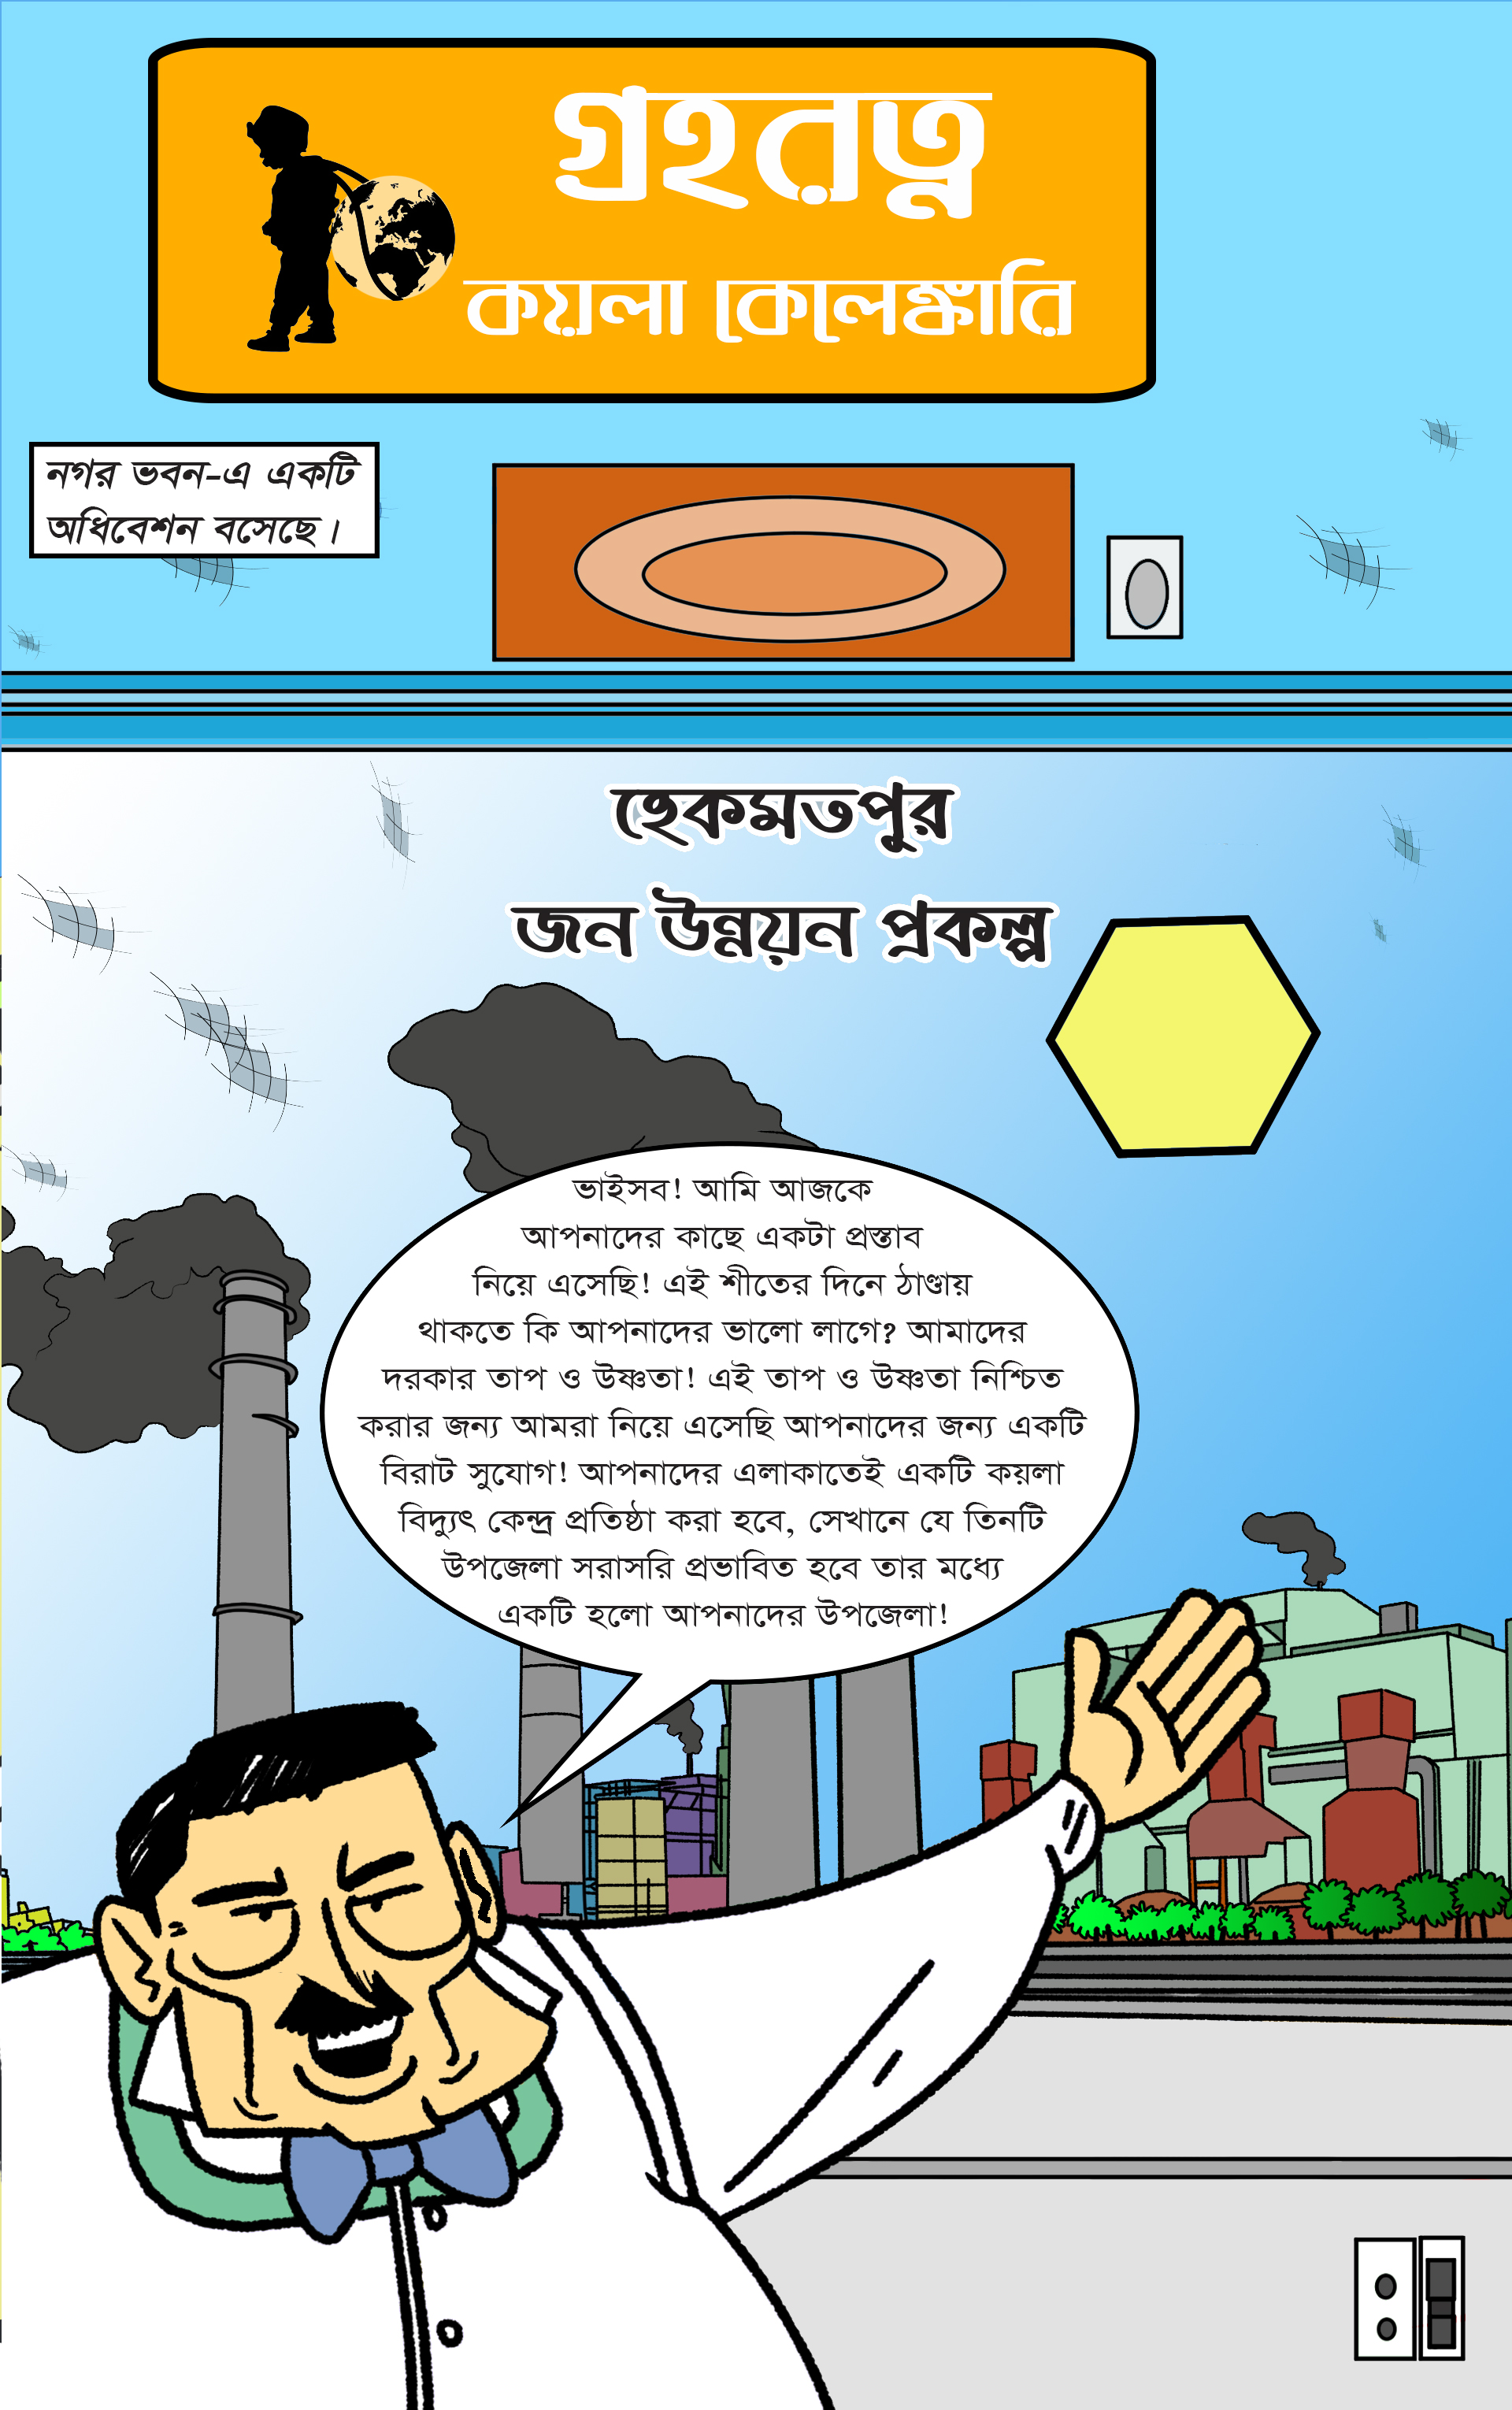 গ্রহরত্ন
কয়লা কেলেঙ্কারি
নগর ভবন-এ একটি
অধিবেশন বসেছে।
হেকমতপুর
জন উন্নয়ন প্রকল্প
ভাইসব! আমি আজকে
আপনাদের কাছে একটা প্রস্তাব
নিয়ে এসেছি! এই শীতের দিনে ঠাণ্ডায়
থাকতে কি আপনাদের ভালো লাগে? আমাদের
দরকার তাপ ও উষ্ণতা! এই তাপ ও উষ্ণতা নিশ্চিত
করার জন্য আমরা নিয়ে এসেছি আপনাদের জন্য একটি
বিরাট সুযোগ! আপনাদের এলাকাতেই একটি কয়লা
বিদ্যুৎ কেন্দ্র প্রতিষ্ঠা করা হবে, সেখানে যে তিনটি
উপজেলা সরাসরি প্রভাবিত হবে তার মধ্যে
একটি হলো আপনাদের উপজেলা!